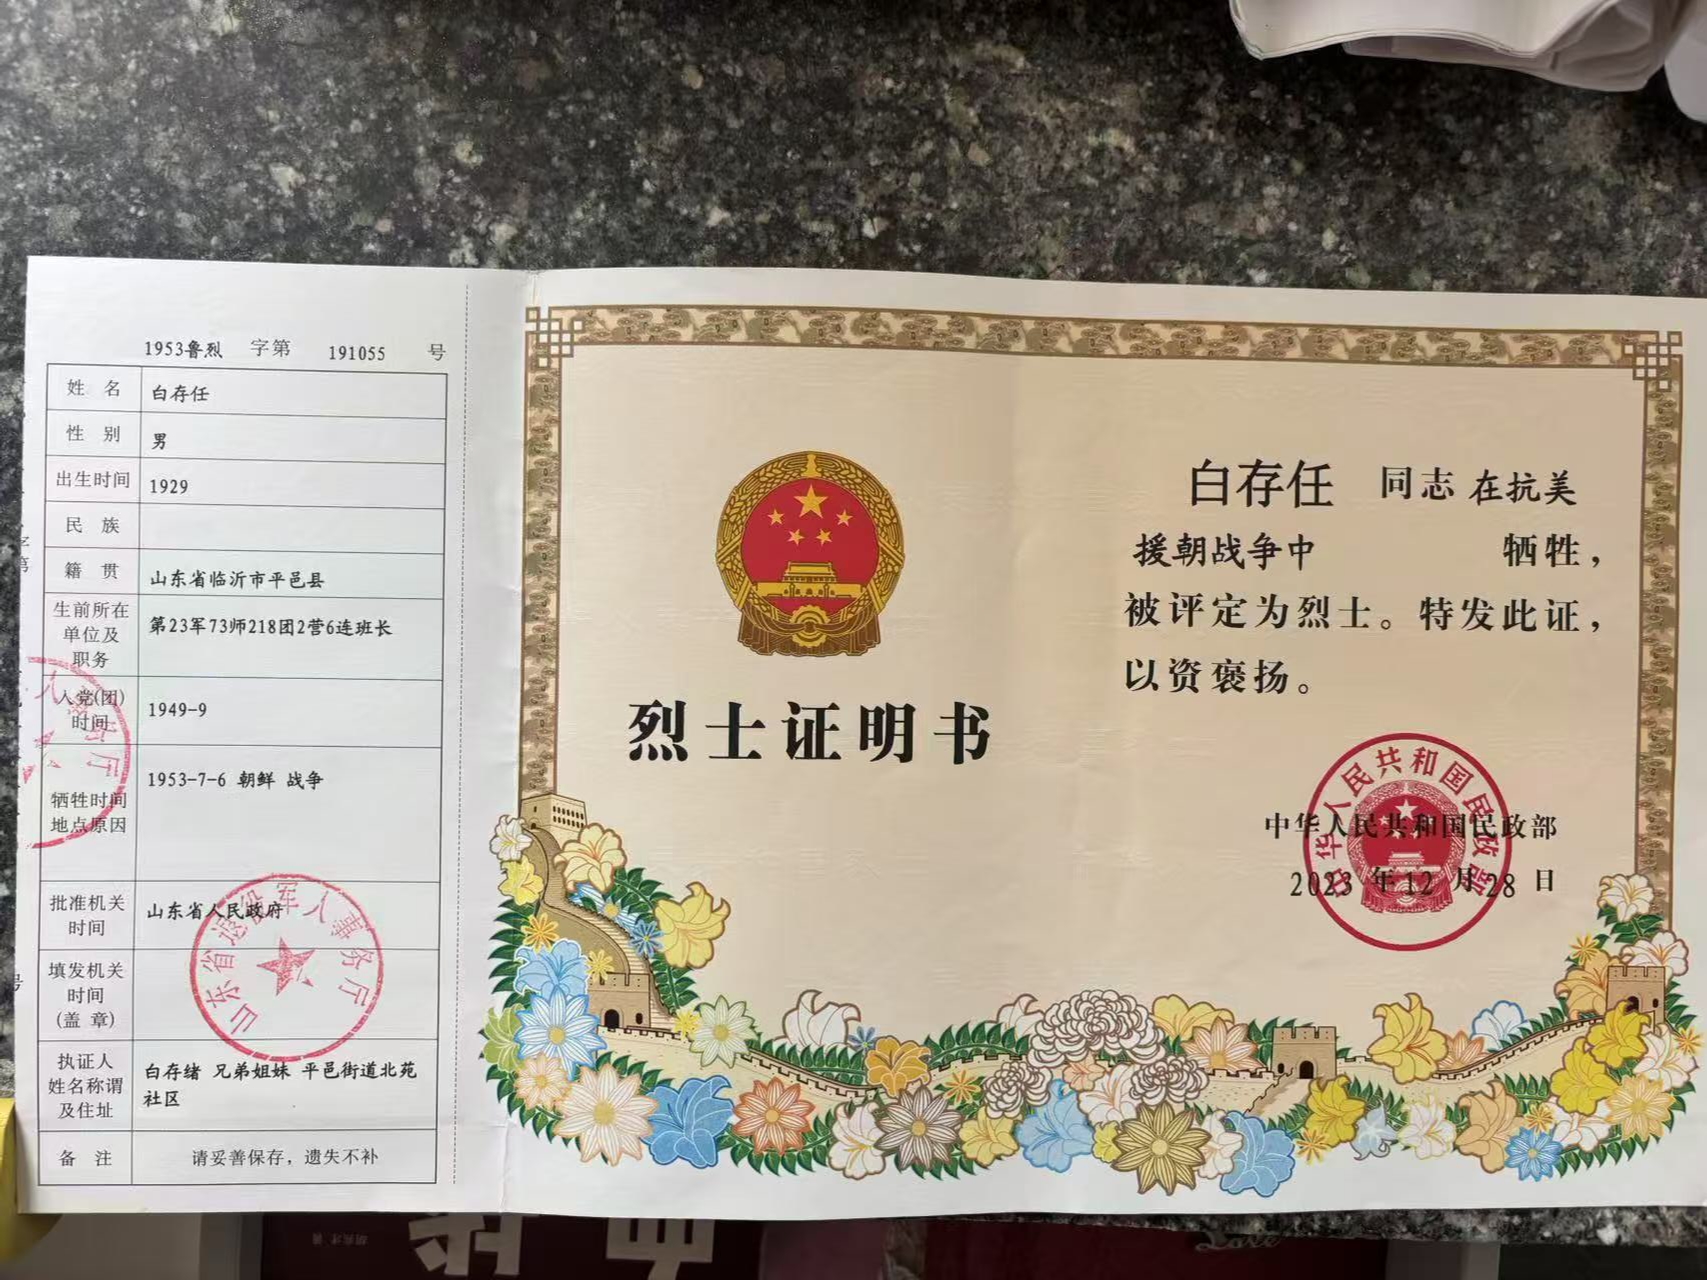 1953鲁烈 字第 191055 号
姓 名 白存任
性 别 男
出生时间 1929
民 族
籍 贯 山东省临沂市平邑县
生前所在
单位及
职务
第23军73师218团2营6连班长
入党(团)
时间
1949-9
牺牲时间
地点原因
1953-7-6 朝鲜 战争
批准机关
时间
山东省人民政府
填发机关
时间
(盖 章)
山东省退役军人事务厅
执证人
姓名称谓
及住址
白存绪 兄弟姐妹 平邑街道北苑
社区
备 注 请妥善保存，遗失不补
烈士证明书
白存任 同志 在抗美
援朝战争中 牺牲，
被评定为烈士。特发此证，
以资褒扬。
中华人民共和国民政部
2023 年 12 月 28 日
中华人民共和国民政部